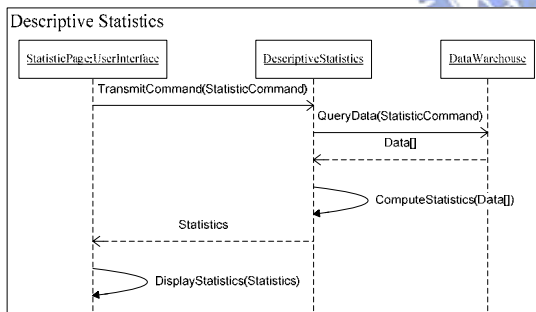 Descriptive Statistics
StatisticPage:UserInterface
DescriptiveStatistics
DataWarehouse
TransmitCommand(StatisticCommand)
QueryData(StatisticCommand)
Data[]
ComputeStatistics(Data[])
Statistics
DisplayStatistics(Statistics)